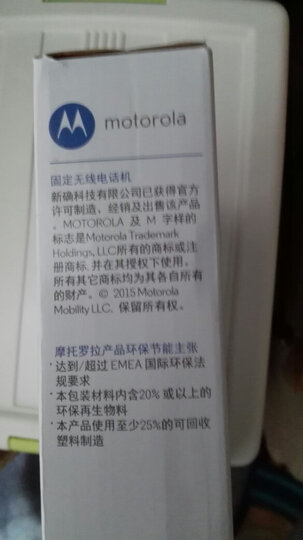 motorola
固定无线电话机
新确科技有限公司已获得官方
许可制造、经销及出售该产品
。MOTOROLA 及 M 字样的
标志是Motorola Trademark
Holdings, LLC所有的商标或注
册商标, 并在其授权下使用。
所有其它商标均为其各自所有
的财产。© 2015 Motorola
Mobility LLC. 保留所有权。
摩托罗拉产品环保节能主张
· 达到/超过 EMEA 国际环保法
规要求
· 本包装材料内含20% 或以上的
环保再生物料
· 本产品使用至少25%的可回收
塑料制造